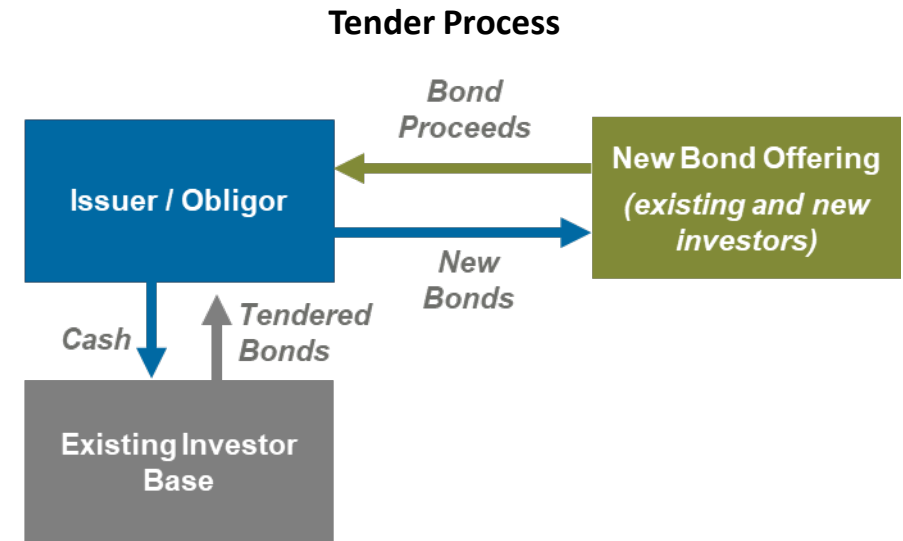 Tender Process
Bond
Proceeds
Issuer / Obligor
New Bond Offering
(existing and new
investors)
New
Bonds
Cash
Tendered
Bonds
Existing Investor
Base